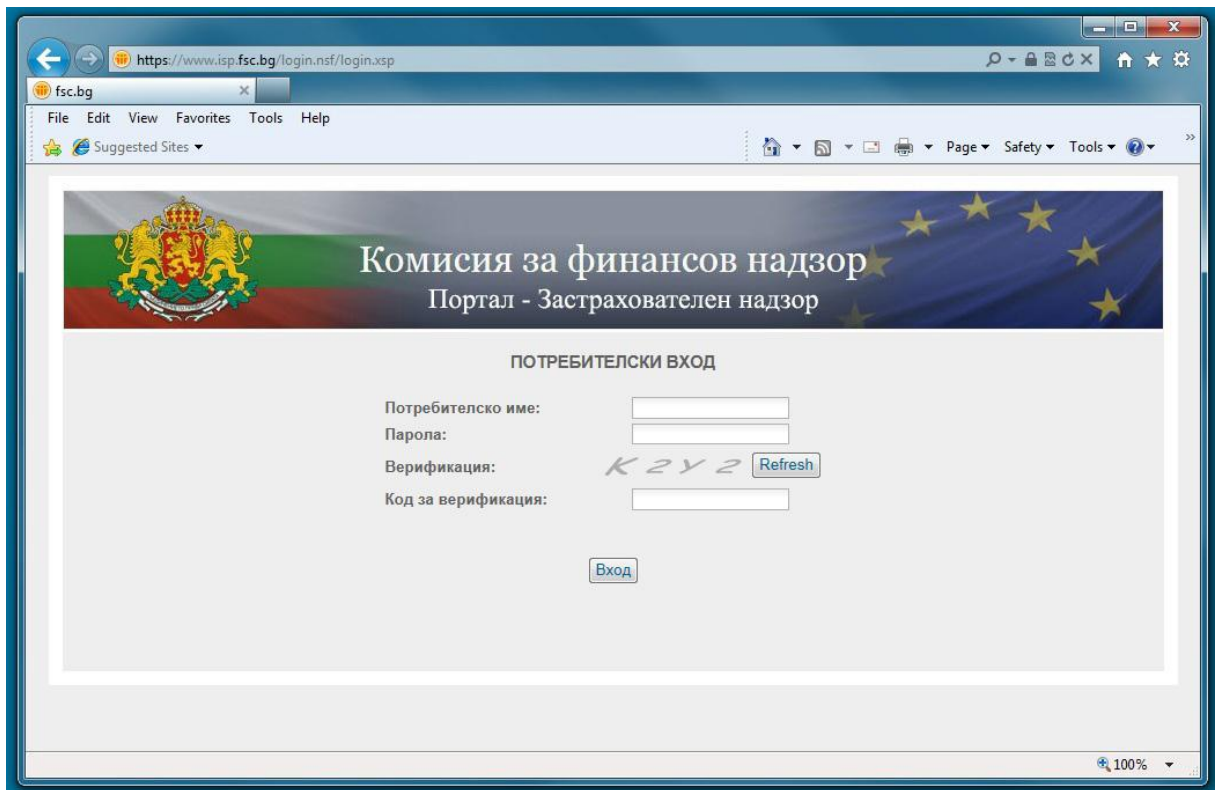 https://www.isp.fsc.bg/login.nsf/login.xsp
fsc.bg
File Edit View Favorites Tools Help
Suggested Sites Page Safety Tools
Комисия за финансов надзор
Портал - Застрахователен надзор
ПОТРЕБИТЕЛСКИ ВХОД
Потребителско име:
Парола:
Верификация: K 2 Y 2 Refresh
Код за верификация:
Вход
100%